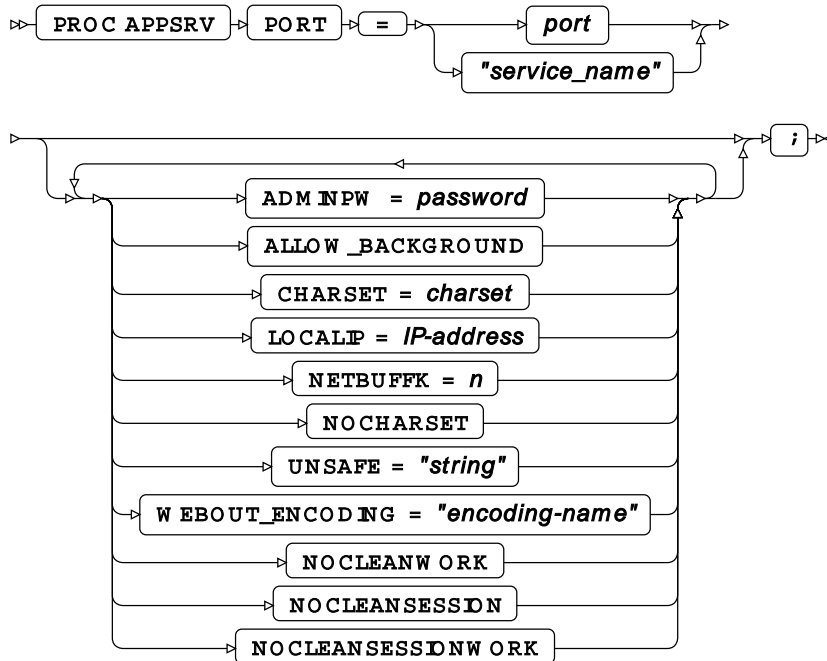 PROC APPSRV PORT = port
"service_name"
;
ADMINPW = password
ALLOW_BACKGROUND
CHARSET = charset
LOCALIP = IP-address
NETBUFFK = n
NOCHARSET
UNSAFE = "string"
WEBOUT_ENCODING = "encoding-name"
NOCLEANWORK
NOCLEANSESSION
NOCLEANSESSIONWORK